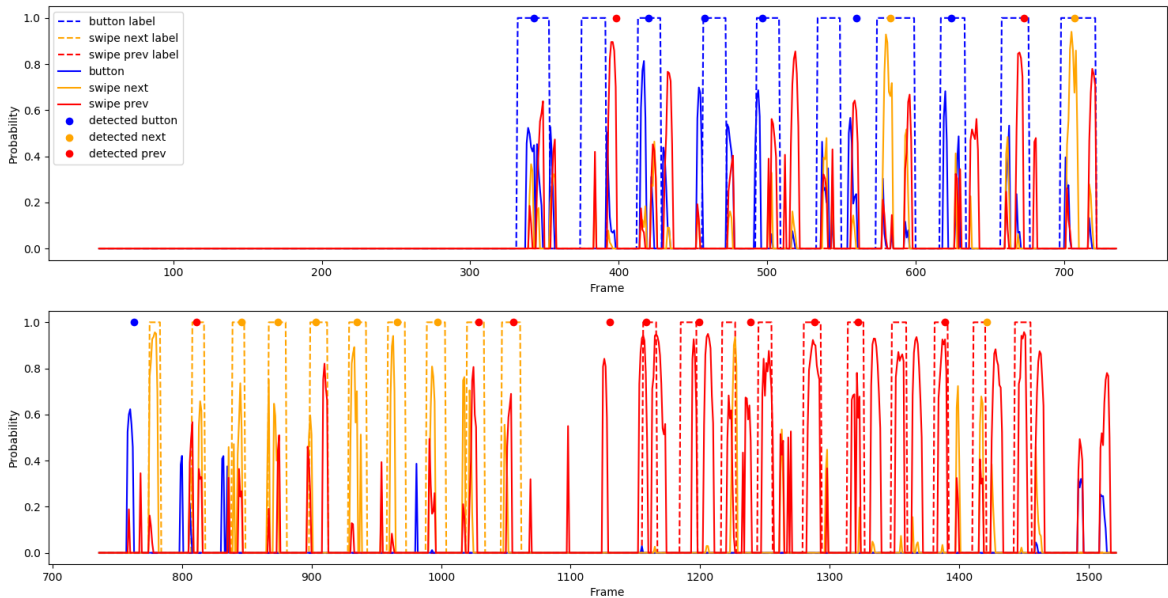 button label
swipe next label
swipe prev label
button
swipe next
swipe prev
detected button
detected next
detected prev
Probability
1.0
0.8
0.6
0.4
0.2
0.0
100 200 300 400 500 600 700
Frame
Probability
1.0
0.8
0.6
0.4
0.2
0.0
700 800 900 1000 1100 1200 1300 1400 1500
Frame